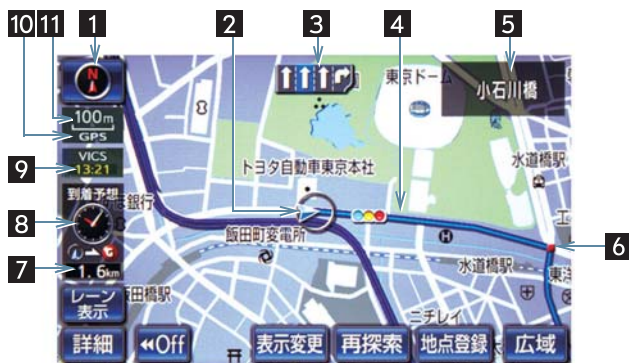 10 11 1 2 3 4 5
N
100m
GPS
9
VICS
13:21
8
到着予想
7
1.6km
レーン
表示
東京ドーム
小石川橋
水道橋駅
トヨタ自動車東京本社
銀行
飯田町変電所
6
水道橋駅
東洋
飯田橋駅
ニチレイ
詳細 ◀◀Off 表示変更 再探索 地点登録 広域